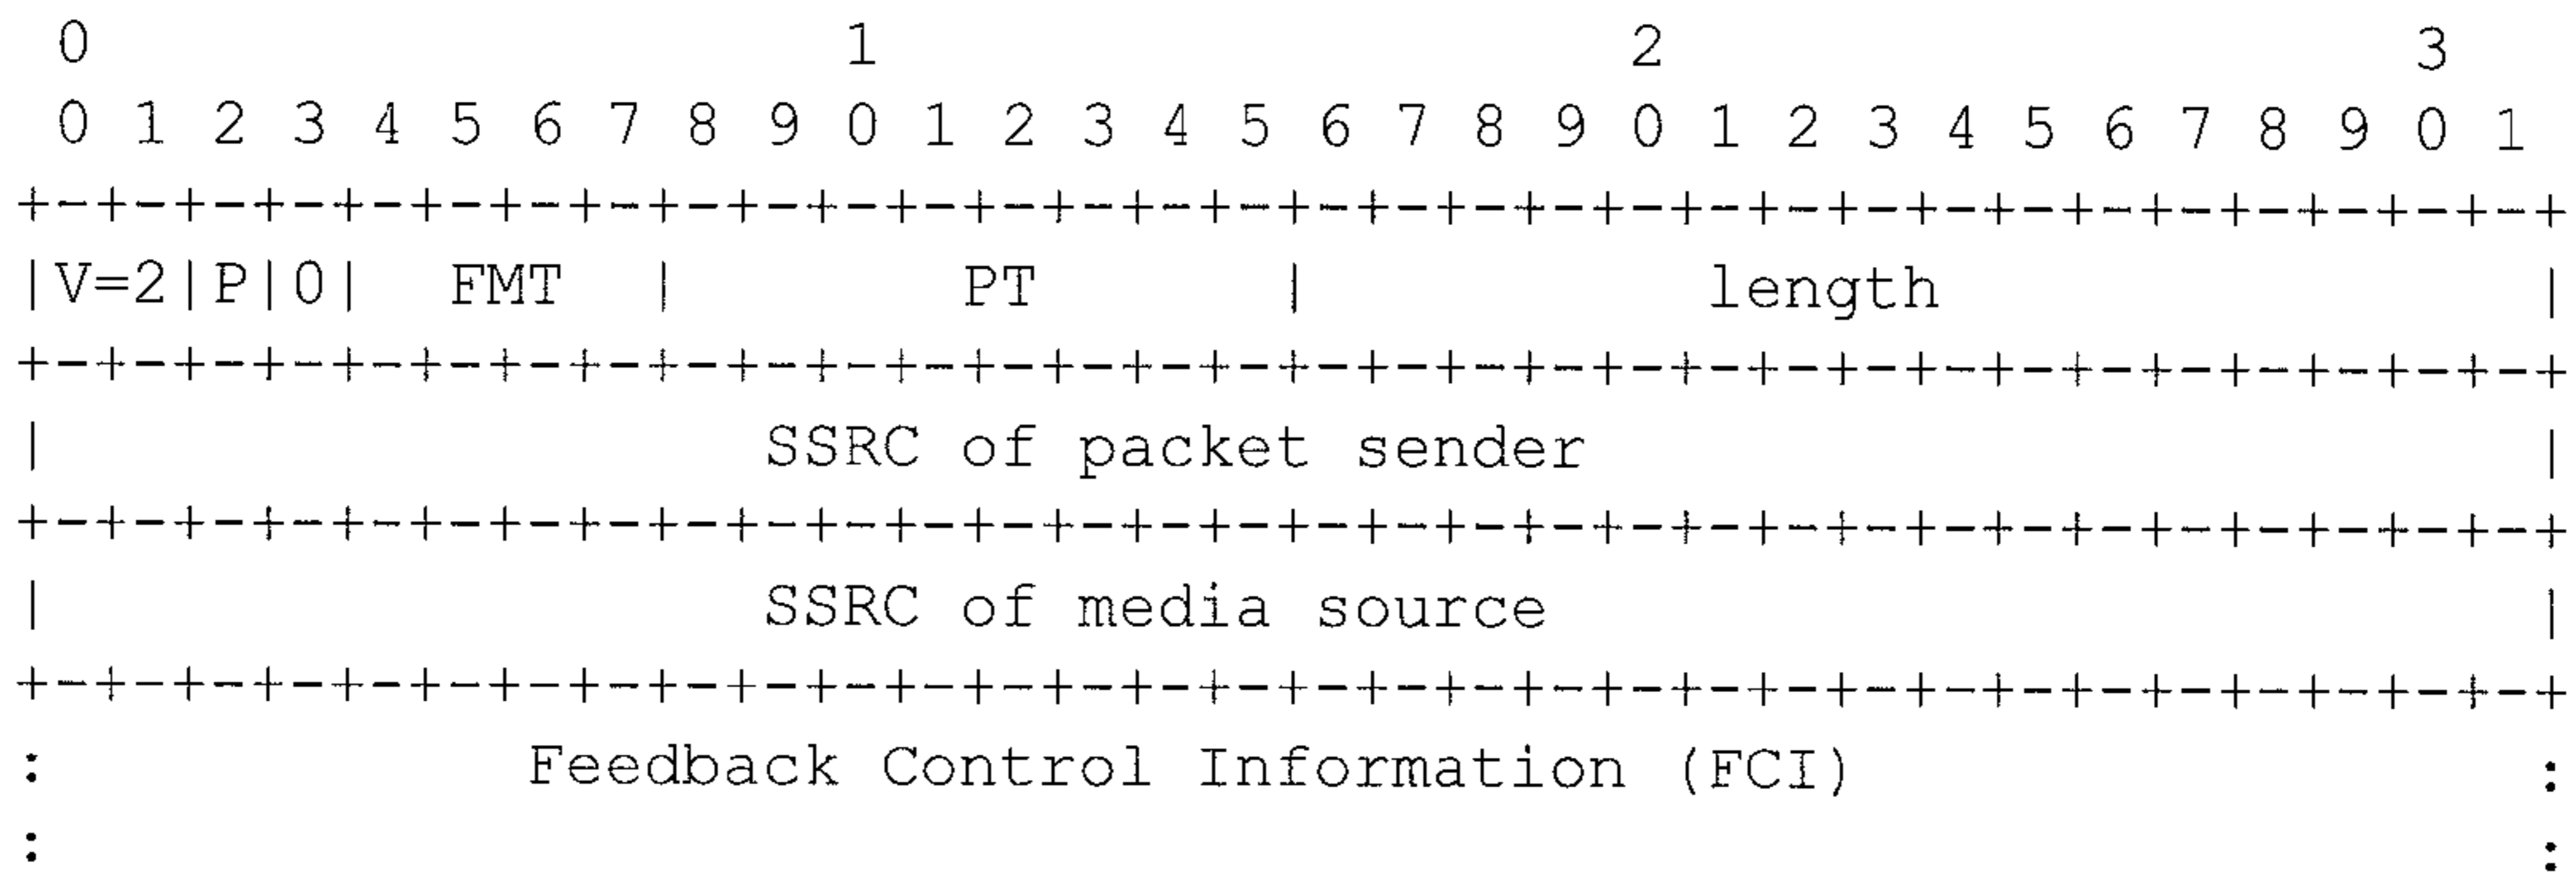 0                   1                   2                   3
 0 1 2 3 4 5 6 7 8 9 0 1 2 3 4 5 6 7 8 9 0 1 2 3 4 5 6 7 8 9 0 1
+-+-+-+-+-+-+-+-+-+-+-+-+-+-+-+-+-+-+-+-+-+-+-+-+-+-+-+-+-+-+-+-+
|V=2|P|0|  FMT  |       PT      |          length               |
+-+-+-+-+-+-+-+-+-+-+-+-+-+-+-+-+-+-+-+-+-+-+-+-+-+-+-+-+-+-+-+-+
|                  SSRC of packet sender                        |
+-+-+-+-+-+-+-+-+-+-+-+-+-+-+-+-+-+-+-+-+-+-+-+-+-+-+-+-+-+-+-+-+
|                  SSRC of media source                         |
+-+-+-+-+-+-+-+-+-+-+-+-+-+-+-+-+-+-+-+-+-+-+-+-+-+-+-+-+-+-+-+-+
:            Feedback Control Information (FCI)                 :
:                                                               :